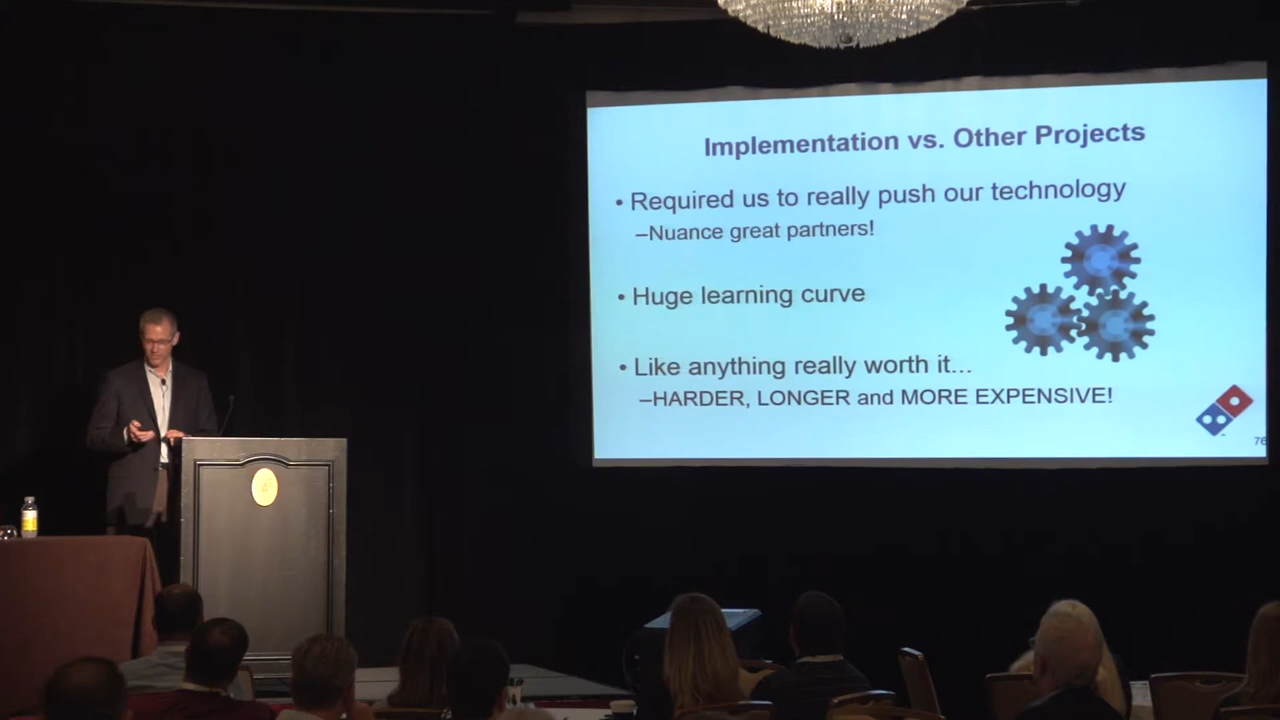 Implementation vs. Other Projects
• Required us to really push our technology
–Nuance great partners!
• Huge learning curve
• Like anything really worth it...
–HARDER, LONGER and MORE EXPENSIVE!
76